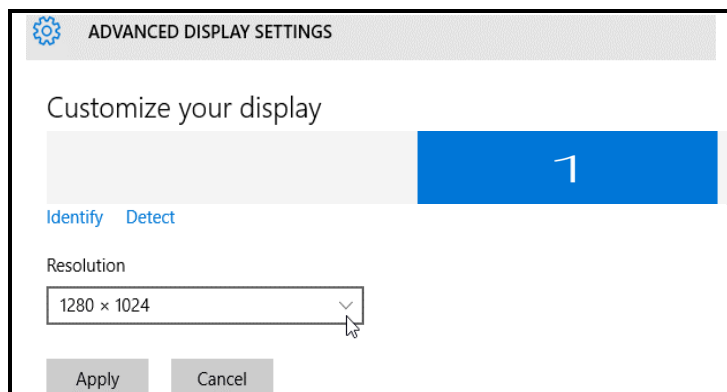 ADVANCED DISPLAY SETTINGS
Customize your display
1
Identify Detect
Resolution
1280 × 1024
Apply Cancel